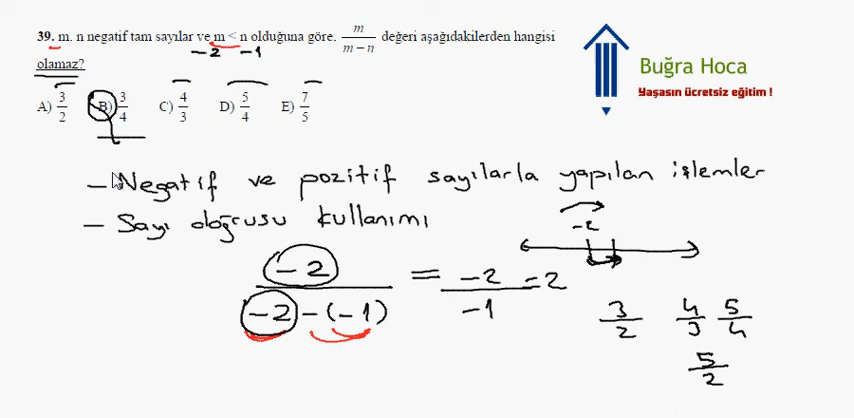 39. m. n negatif tam sayılar ve m < n olduğuna göre. m/(m − n) değeri aşağıdakilerden hangisi
−2 −1
olamaz?
A) 3/2 B) 3/4 C) 4/3 D) 5/4 E) 7/5
Buğra Hoca
Yaşasın ücretsiz eğitim !
− Negatif ve pozitif sayılarla yapılan işlemler
− Sayı doğrusu kullanımı
−2
−2/(−2 − (−1)) = −2/−1 = 2
3/2 4/3 5/4
5/2